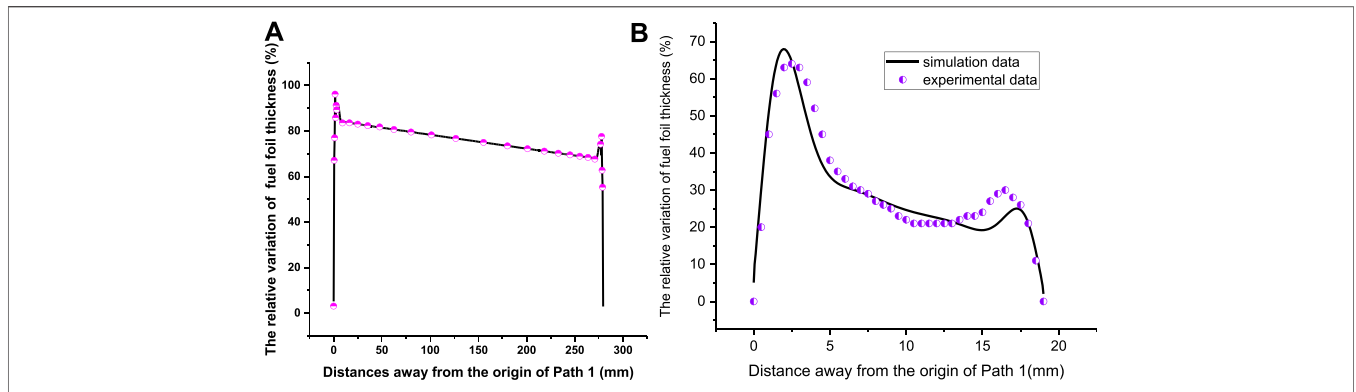 A
The relative variation of fuel foil thickness (%)
100
80
60
40
20
0
0 50 100 150 200 250 300
Distances away from the origin of Path 1 (mm)
B
The relative variation of fuel foil thickness (%)
70
60
50
40
30
20
10
0
simulation data
experimental data
0 5 10 15 20
Distance away from the origin of Path 1(mm)